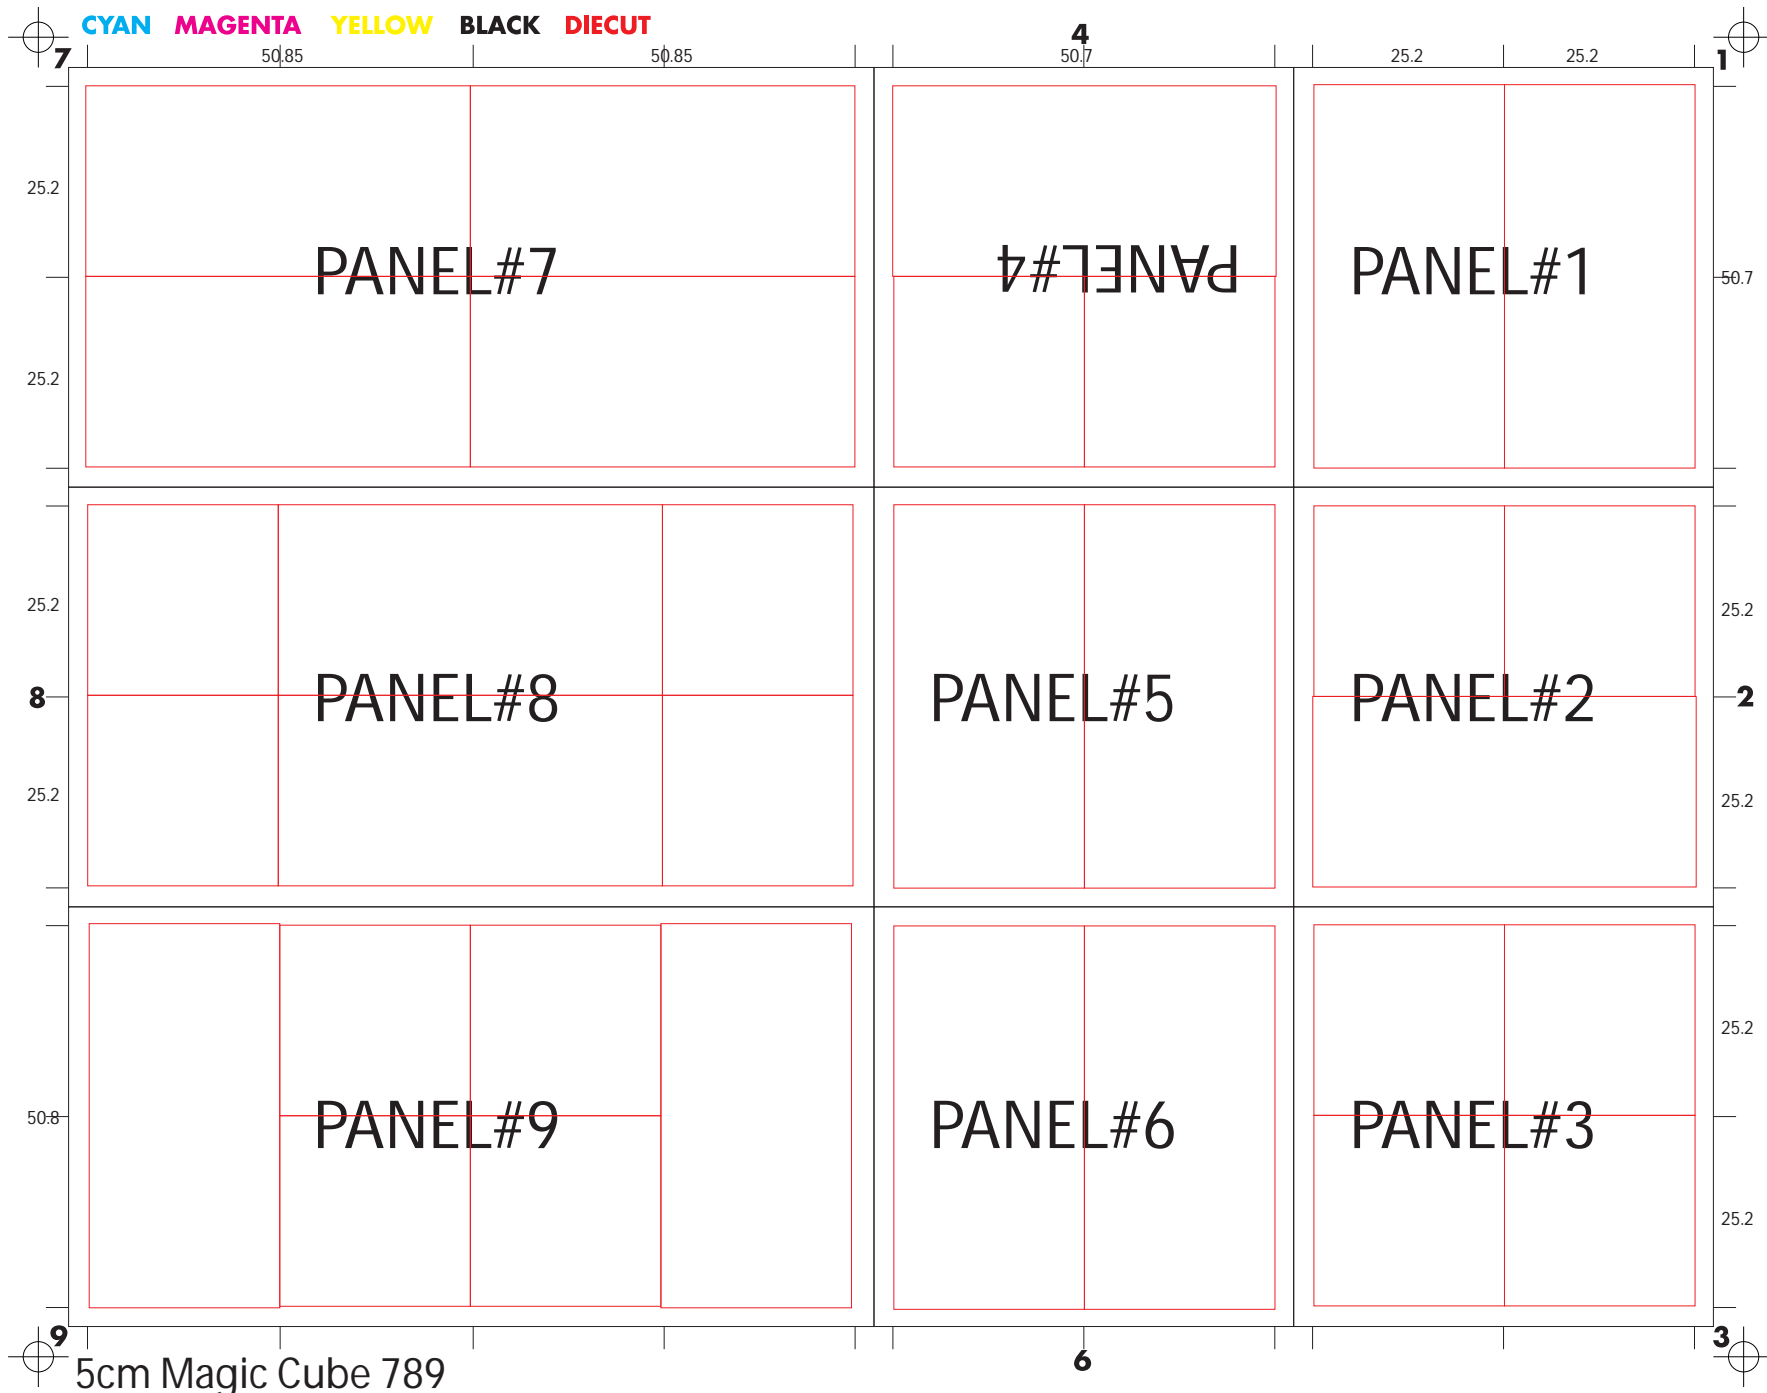 CYAN MAGENTA YELLOW BLACK DIECUT
7 50.85 50.85 4 50.7 25.2 25.2 1
25.2
PANEL#7 PANEL#4 PANEL#1 50.7
25.2
25.2 25.2
8 PANEL#8 PANEL#5 PANEL#2 2
25.2 25.2
25.2
50.8 PANEL#9 PANEL#6 PANEL#3
25.2
9 6 3
5cm Magic Cube 789